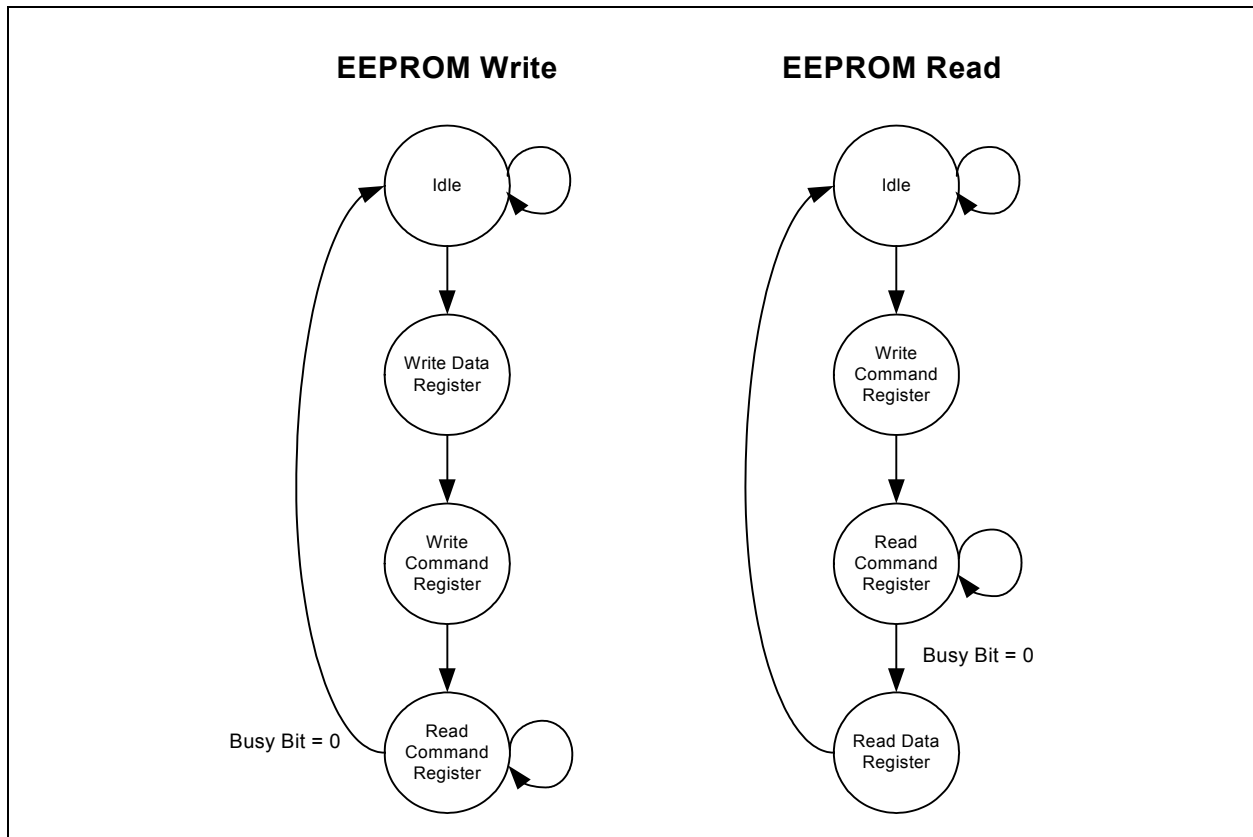 EEPROM Write
Idle
Write Data
Register
Write
Command
Register
Read
Command
Register
Busy Bit = 0
EEPROM Read
Idle
Write
Command
Register
Read
Command
Register
Busy Bit = 0
Read Data
Register